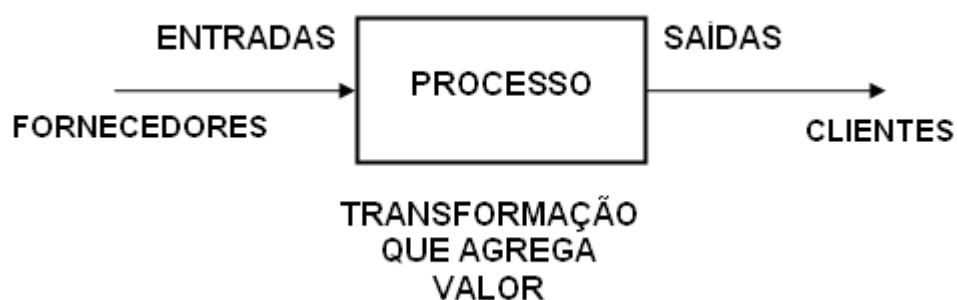 ENTRADAS
SAÍDAS
PROCESSO
FORNECEDORES
CLIENTES
TRANSFORMAÇÃO
QUE AGREGA
VALOR